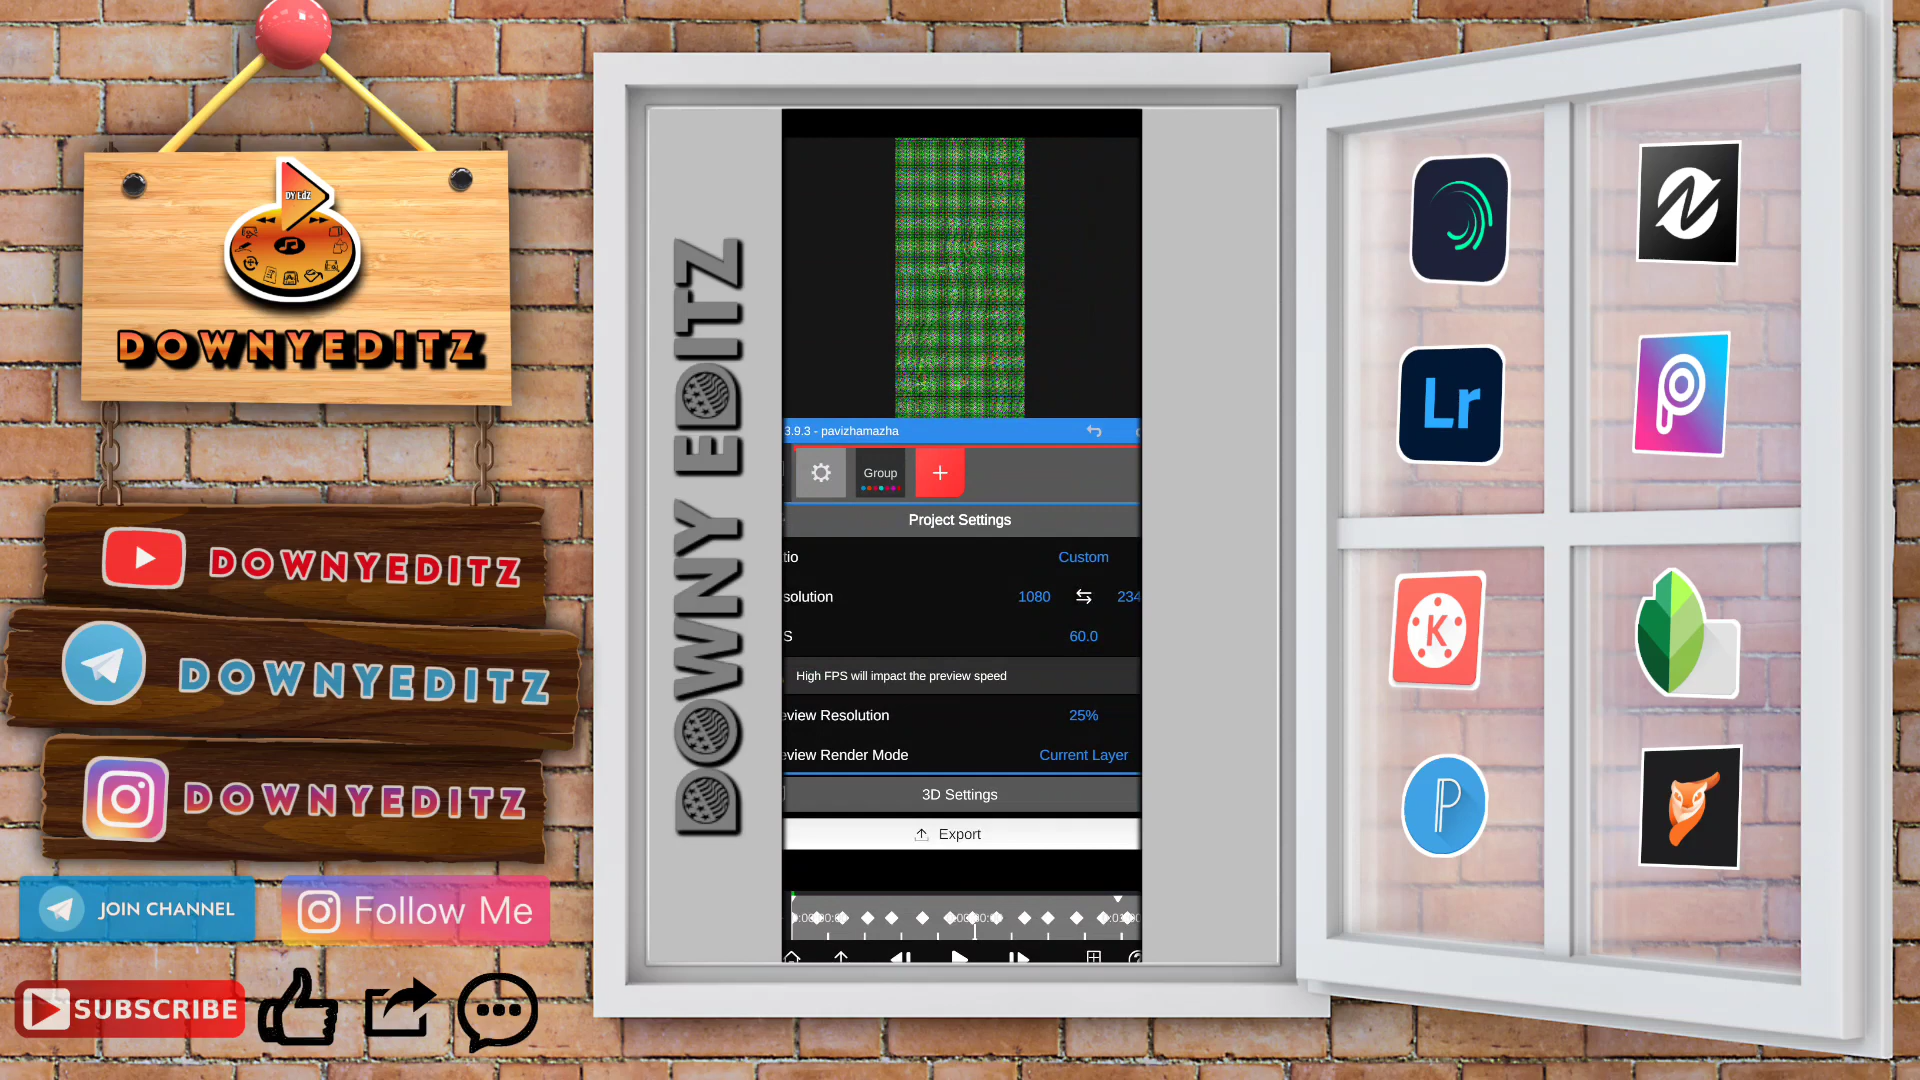 DY EdZ
DOWNYEDITZ
DOWNYEDITZ
DOWNYEDITZ
DOWNYEDITZ
JOIN CHANNEL
Follow Me
SUBSCRIBE
DOWNY EDITZ
3.9.3 - pavizhamazha
Group
Project Settings
tio Custom
solution 1080 234
S 60.0
High FPS will impact the preview speed
eview Resolution 25%
eview Render Mode Current Layer
3D Settings
Export
Lr
K